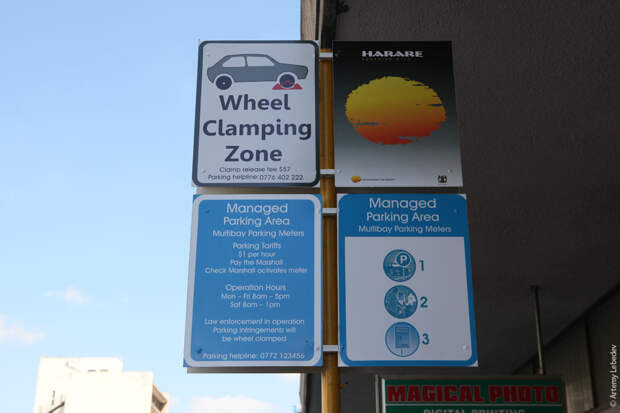 Wheel
Clamping
Zone
Clamp release fee $57
Parking helpline: 0776 402 222
HARARE
Managed
Parking Area
Multibay Parking Meters
Parking Tariffs
$1 per hour
Pay the Marshall
Check Marshall activates meter
Operation Hours
Mon - Fri 8am - 5pm
Sat 8am - 1pm
Law enforcement in operation
Parking infringements will
be wheel clamped
Parking helpline: 0772 123456
Managed
Parking Area
Multibay Parking Meters
P
1
2
3
MAGICAL PHOTO
DIGITAL PRINTING
© Artemy Lebedev